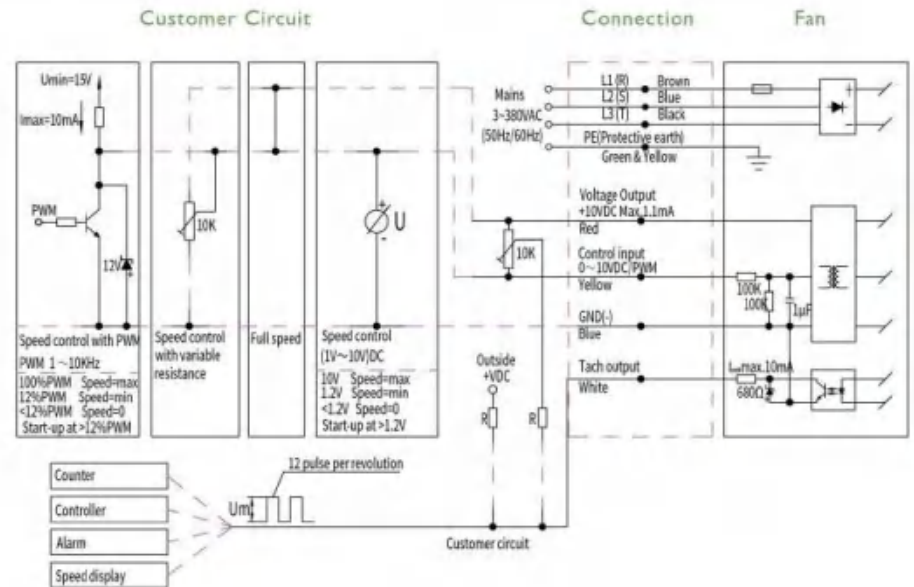 Customer Circuit
Connection
Fan
Umin=15V
Imax=10mA
PWM
12V
Speed control with PWM
PWM 1 ~10KHz
100%PWM Speed=max
12%PWM Speed=min
<12%PWM Speed=0
Start-up at >12%PWM
10K
Speed control
with variable
resistance
Full speed
+
U
-
Speed control
(1V~10V)DC
10V Speed=max
1.2V Speed=min
<1.2V Speed=0
Start-up at >1.2V
Mains
3~380VAC
(50Hz/60Hz)
L1 (R) Brown
L2 (S) Blue
L3 (T) Black
PE(Protective earth)
Green & Yellow
Voltage Output
+10VDC Max.1.1mA
Red
10K
Control input
0~10VDC/PWM
Yellow
GND(-)
Blue
Tach output
White
+
-
100K
100K
1μF
max.10mA
680Ω
Outside
+VDC
R
R
Customer circuit
12 pulse per revolution
Um
Counter
Controller
Alarm
Speed display